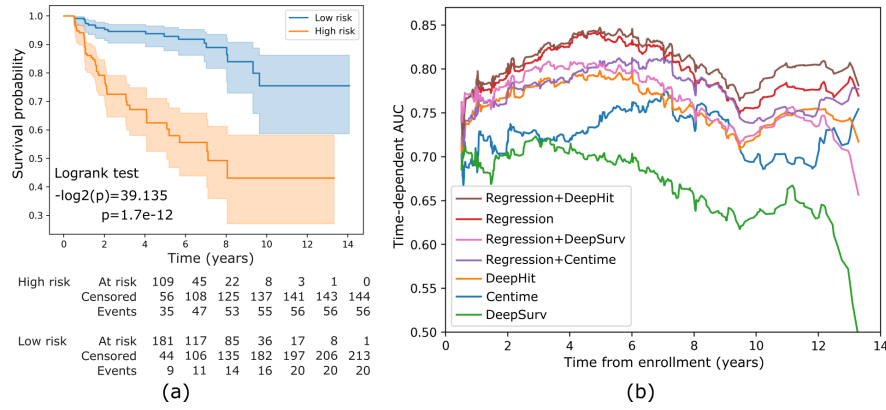 1.0
0.9
0.8
0.7
0.6
0.5
0.4
0.3
Survival probability
Low risk
High risk
Logrank test
-log2(p)=39.135
p=1.7e-12
0 2 4 6 8 10 12 14
Time (years)
High risk At risk 109 45 22 8 3 1 0
Censored 56 108 125 137 141 143 144
Events 35 47 53 55 56 56 56
Low risk At risk 181 117 85 36 17 8 1
Censored 44 106 135 182 197 206 213
Events 9 11 14 16 20 20 20
(a)
0.85
0.80
0.75
0.70
0.65
0.60
0.55
0.50
Time-dependent AUC
Regression+DeepHit
Regression
Regression+DeepSurv
Regression+Centime
DeepHit
Centime
DeepSurv
0 2 4 6 8 10 12 14
Time from enrollment (years)
(b)